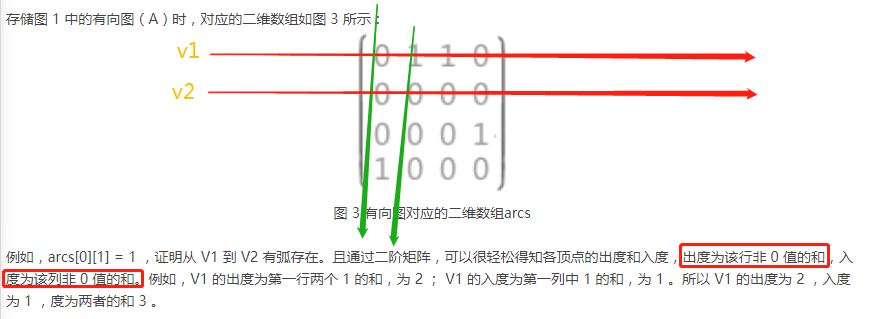 存储图 1 中的有向图（A）时，对应的二维数组如图 3 所示：
v1 0 1 1 0
v2 0 0 0 0
0 0 0 1
1 0 0 0
图 3 有向图对应的二维数组arcs
例如，arcs[0][1] = 1 ，证明从 V1 到 V2 有弧存在。且通过二阶矩阵，可以很轻松得知各顶点的出度和入度，出度为该行非 0 值的和，入
度为该列非 0 值的和。例如，V1 的出度为第一行两个 1 的和，为 2 ； V1 的入度为第一列中 1 的和，为 1 。所以 V1 的出度为 2 ，入度
为 1 ，度为两者的和 3 。